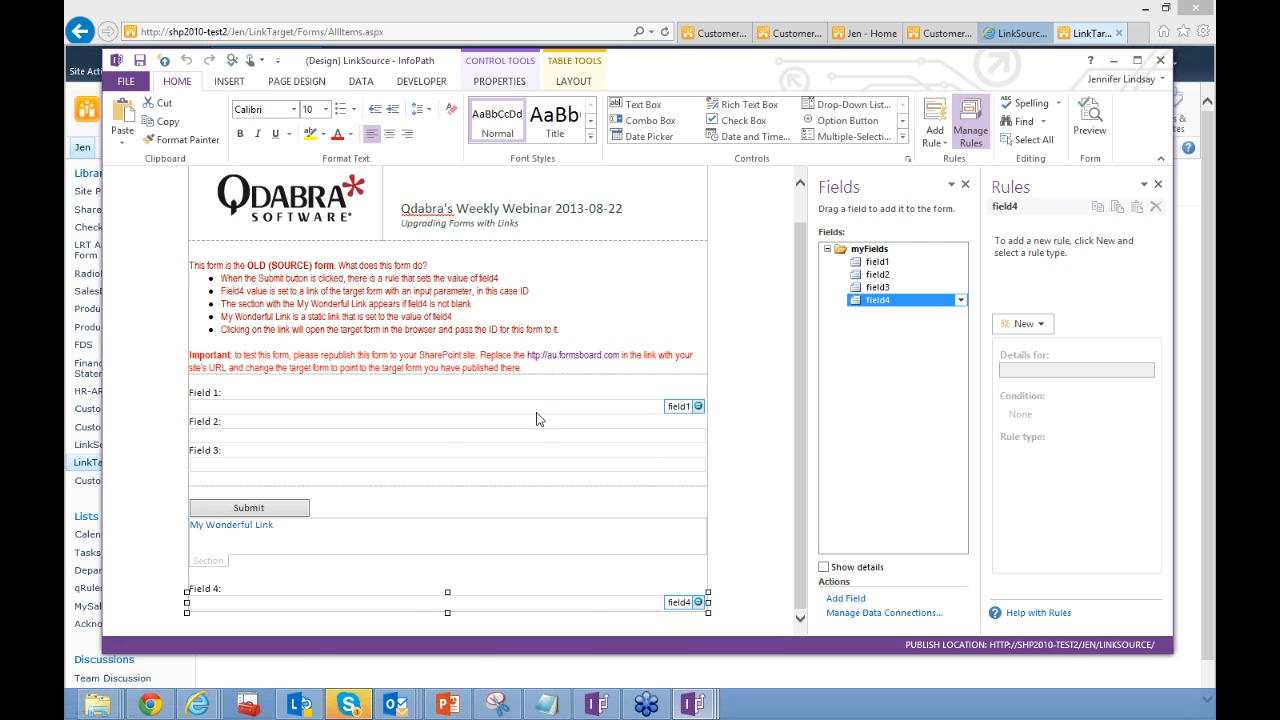 http://shp2010-test2/Jen/LinkTarget/Forms/AllItems.aspx
Customer...
Customer...
Jen - Home
Customer...
LinkSourc...
LinkTar...
(Design) LinkSource - InfoPath
CONTROL TOOLS
TABLE TOOLS
Site Acti
FILE
HOME
INSERT
PAGE DESIGN
DATA
DEVELOPER
PROPERTIES
LAYOUT
Jennifer Lindsay
Paste
Cut
Copy
Format Painter
Clipboard
Calibri
10
B I U
Format Text
AaBbCcDd
Normal
AaBb
Title
Font Styles
Text Box
Combo Box
Date Picker
Rich Text Box
Check Box
Date and Time...
Drop-Down List...
Option Button
Multiple-Selecti...
Controls
Add Rule
Manage Rules
Rules
Spelling
Find
Select All
Editing
Preview
Form
Jen
Librar
Site P
Share
Check
LRT A
Form
Radiol
SalesD
Produ
Produ
FDS
Financ
Statem
HR-AR
Custo
Custo
LinkSo
LinkTa
Custo
Lists
Calen
Tasks
Depar
qRules
MySal
Ackno
Discussions
Team Discussion
QDABRA
SOFTWARE
Qdabra's Weekly Webinar 2013-08-22
Upgrading Forms with Links
This form is the OLD (SOURCE) form. What does this form do?
When the Submit button is clicked, there is a rule that sets the value of field4
Field4 value is set to a link of the target form with an input parameter, in this case ID
The section with the My Wonderful Link appears if field4 is not blank
My Wonderful Link is a static link that is set to the value of field4
Clicking on the link will open the target form in the browser and pass the ID for this form to it.
Important: to test this form, please republish this form to your SharePoint site. Replace the http://au.formsboard.com in the link with your
site's URL and change the target form to point to the target form you have published there.
Field 1:
field1
Field 2:
Field 3:
Submit
My Wonderful Link
Section
Field 4:
field4
Fields
Drag a field to add it to the form.
Fields:
myFields
field1
field2
field3
field4
Show details
Actions
Add Field
Manage Data Connections...
Rules
field4
To add a new rule, click New and
select a rule type.
New
Details for:
Condition:
None
Rule type:
Help with Rules
PUBLISH LOCATION: HTTP://SHP2010-TEST2/JEN/LINKSOURCE/